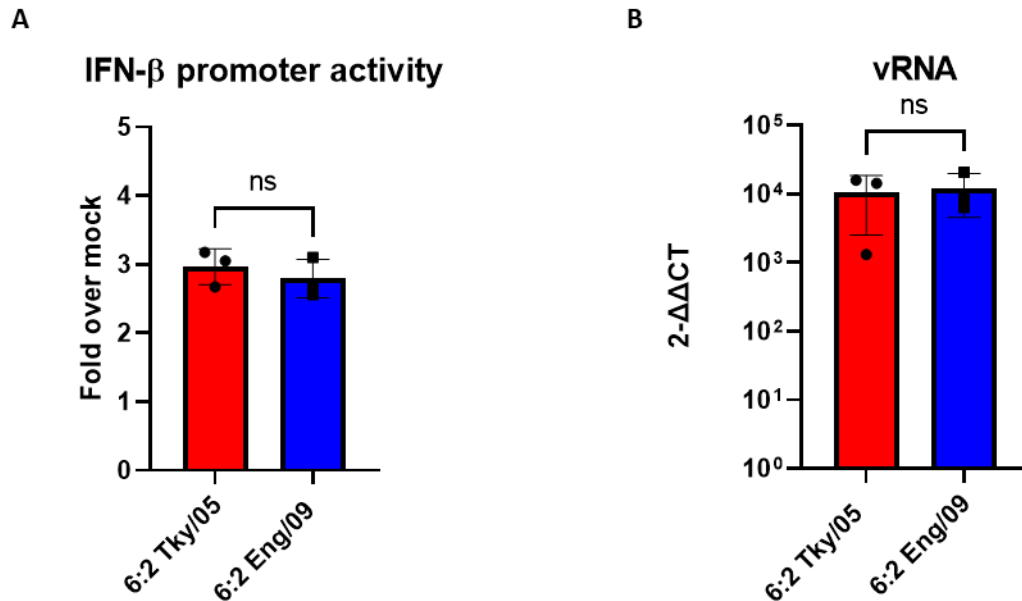 A
IFN-β promoter activity
Fold over mock
5
4
3
2
1
0
ns
6:2 Tky/05
6:2 Eng/09
B
vRNA
2-ΔΔCT
10⁵
10⁴
10³
10²
10¹
10⁰
ns
6:2 Tky/05
6:2 Eng/09